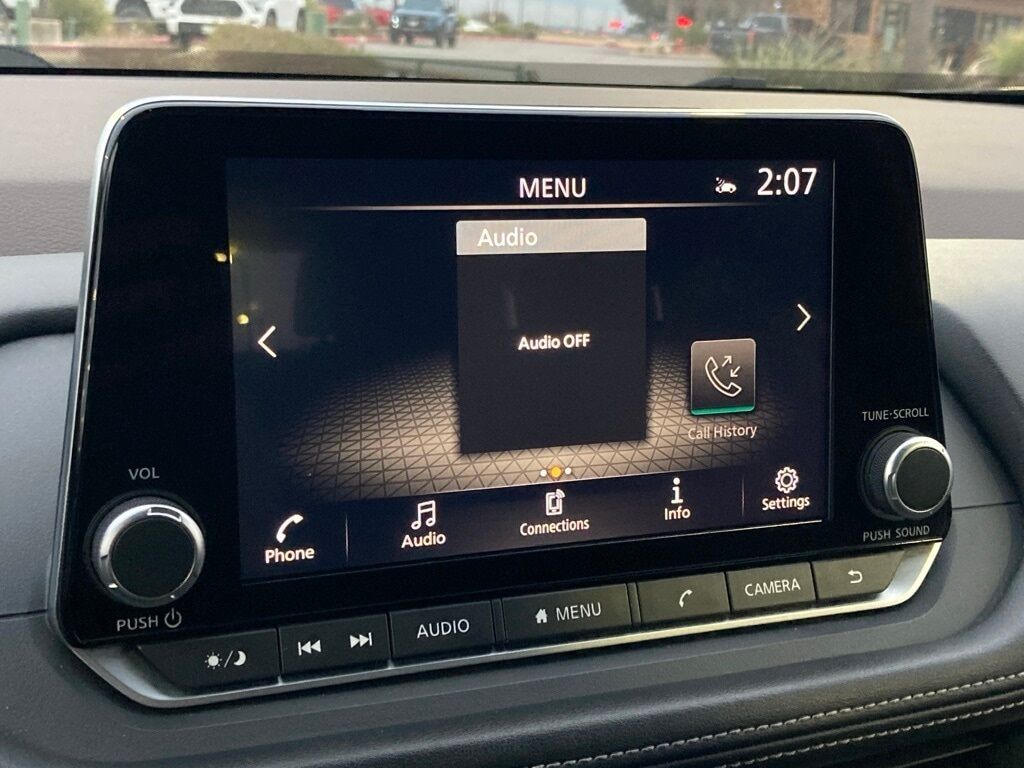 MENU
2:07
Audio
Audio OFF
Call History
Phone
Audio
Connections
Info
Settings
VOL
PUSH
TUNE·SCROLL
PUSH SOUND
AUDIO
MENU
CAMERA